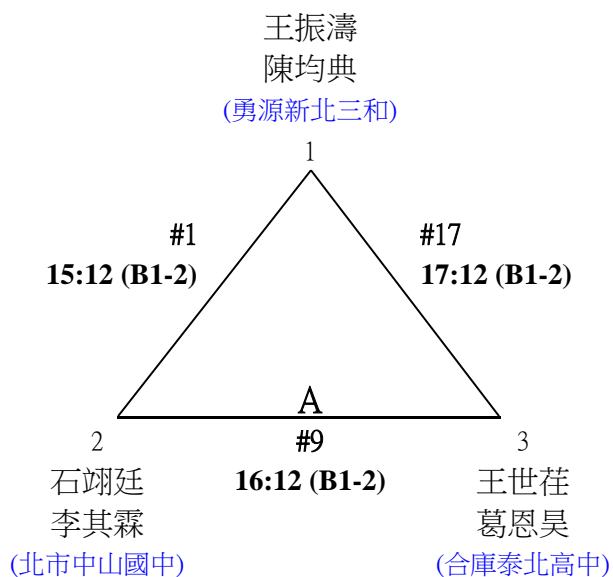 王振濤
陳均典
(勇源新北三和)
1
#1
15:12 (B1-2)
#17
17:12 (B1-2)
A
2
#9
3
石翊廷
16:12 (B1-2)
王世荏
李其霖
葛恩昊
(北市中山國中)
(合庫泰北高中)